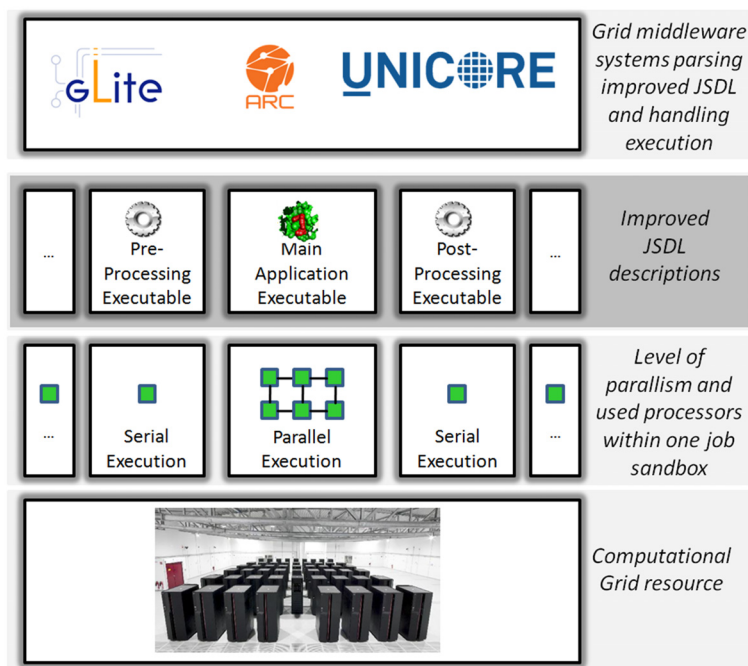 gLite
ARC
UNICORE
Grid middleware
systems parsing
improved JSDL
and handling
execution
...
Pre-
Processing
Executable
Main
Application
Executable
Post-
Processing
Executable
...
Improved
JSDL
descriptions
...
Serial
Execution
Parallel
Execution
Serial
Execution
...
Level of
parallism and
used processors
within one job
sandbox
Computational
Grid resource